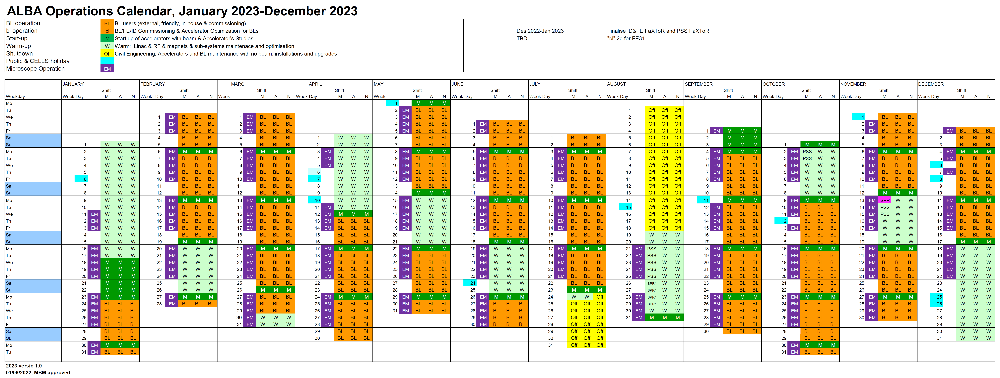 ALBA Operations Calendar, January 2023-December 2023
BL operation BL BL users (external, friendly, in-house & commissioning)
bl operation bl BL/FE/ID Commissioning & Accelerator Optimization for BLs Des 2022-Jan 2023 Finalise ID&FE FaXToR and PSS FaXToR
Start-up M Start up of accelerators with beam & Accelerator's Studies TBD "bl" 2d for FE31
Warm-up W Warm: Linac & RF & magnets & sub-systems maintenace and optimisation
Shutdown Off Civil Engineering, Accelerators and BL maintenance with no beam, installations and upgrades
Public & CELLS holiday
Microscope Operation EM
JANUARY FEBRUARY MARCH APRIL MAY JUNE JULY AUGUST SEPTEMBER OCTOBER NOVEMBER DECEMBER
Shift Shift Shift Shift Shift Shift Shift Shift Shift Shift Shift Shift
Weekday Week Day M A N Week Day M A N Week M A N Week Day M A N Week M A N Week Day M A N Week Day M A N Week Day M A N Week Day M A N Week Day M A N Week Day M A N Week Day M A N
Mo 1 M M M
Tu 2 EM BL BL BL 1 Off Off Off
We 1 EM BL BL BL 1 EM BL BL BL 3 EM BL BL BL 2 Off Off Off 1 BL BL BL
Th 2 EM BL BL BL 2 EM BL BL BL 4 EM BL BL BL 1 EM BL BL BL 3 Off Off Off 2 EM BL BL BL
Fr 3 EM BL BL BL 3 EM BL BL BL 5 EM BL BL BL 2 EM BL BL BL 4 Off Off Off 1 EM M M M 3 EM BL BL BL 1 EM BL BL BL
Sa 4 BL BL BL 4 BL BL BL 1 W W W 6 BL BL BL 3 BL BL BL 1 BL BL BL 5 Off Off Off 2 M M M 4 BL BL BL 2 BL BL BL
Su 1 W W W 5 BL BL BL 5 BL BL BL 2 W W W 7 BL BL BL 4 BL BL BL 2 BL BL BL 6 Off Off Off 3 M M M 1 M M M 5 BL BL BL 3 BL BL BL
Mo 2 W W W 6 EM M M M 6 EM M M M 3 EM W W W 8 EM M M M 5 EM M M M 3 EM M M M 7 Off Off Off 4 EM M M M 2 EM PSS W W 6 EM M M M 4 EM M M M
Tu 3 W W W 7 EM BL BL BL 7 EM BL BL BL 4 EM W W W 9 EM BL BL BL 6 EM BL BL BL 4 EM BL BL BL 8 Off Off Off 5 EM BL BL BL 3 EM PSS W W 7 EM BL BL BL 5 EM BL BL BL
We 4 W W W 8 EM BL BL BL 8 EM BL BL BL 5 EM W W W 10 EM BL BL BL 7 EM BL BL BL 5 EM BL BL BL 9 Off Off Off 6 EM BL BL BL 4 EM W W W 8 EM BL BL BL 6 BL BL BL
Th 5 W W W 9 EM BL BL BL 9 EM BL BL BL 6 W W W 11 EM BL BL BL 8 EM BL BL BL 6 EM BL BL BL 10 Off Off Off 7 EM BL BL BL 5 EM W W W 9 EM BL BL BL 7 EM BL BL BL
Fr 6 W W W 10 EM BL BL BL 10 EM BL BL BL 7 W W W 12 EM BL BL BL 9 EM BL BL BL 7 EM BL BL BL 11 Off Off Off 8 EM BL BL BL 6 EM W W W 10 EM BL BL BL 8 BL BL BL
Sa 7 W W W 11 BL BL BL 11 BL BL BL 8 W W W 13 BL BL BL 10 BL BL BL 8 BL BL BL 12 Off Off Off 9 BL BL BL 7 W W W 11 BL BL BL 9 BL BL BL
Su 8 W W W 12 BL BL BL 12 BL BL BL 9 W W W 14 M M M 11 BL BL BL 9 BL BL BL 13 Off Off Off 10 BL BL BL 8 W W W 12 M M M 10 BL BL BL
Mo 9 W W W 13 EM M M M 13 EM M M M 10 W W W 15 EM W W W 12 EM M M M 10 EM M M M 14 Off Off Off 11 M M M 9 EM M M M 13 EM SPR W W 11 EM M M M
Tu 10 W W W 14 EM BL BL BL 14 EM BL BL BL 11 EM W W W 16 EM W W W 13 EM BL BL BL 11 EM BL BL BL 15 Off Off Off 12 EM BL BL BL 10 EM BL BL BL 14 EM PSS W W 12 EM BL BL BL
We 11 EM W W W 15 EM BL BL BL 15 EM BL BL BL 12 EM M M M 17 EM W W W 14 EM BL BL BL 12 EM BL BL BL 16 Off Off Off 13 EM BL BL BL 11 EM BL BL BL 15 EM PSS W W 13 EM BL BL BL
Th 12 EM W W W 16 EM BL BL BL 16 EM BL BL BL 13 EM BL BL BL 18 EM W W W 15 EM BL BL BL 13 EM BL BL BL 17 Off Off Off 14 EM BL BL BL 12 BL BL BL 16 EM W W W 14 EM BL BL BL
Fr 13 EM W W W 17 EM BL BL BL 17 EM BL BL BL 14 EM BL BL BL 19 EM W W W 16 EM BL BL BL 14 EM BL BL BL 18 Off Off Off 15 EM BL BL BL 13 EM BL BL BL 17 EM W W W 15 EM BL BL BL
Sa 14 W W W 18 BL BL BL 18 BL BL BL 15 BL BL BL 20 W W W 17 BL BL BL 15 BL BL BL 19 W W W 16 BL BL BL 14 BL BL BL 18 W W W 16 BL BL BL
Su 15 W W W 19 M M M 19 BL BL BL 16 BL BL BL 21 W W W 18 M M M 16 BL BL BL 20 W W W 17 BL BL BL 15 BL BL BL 19 W W W 17 M M M
Mo 16 EM W W W 20 EM W W W 20 EM M M M 17 EM M M M 22 EM M M M 19 EM W W W 17 EM M M M 21 EM PSS W W 18 EM M M M 16 EM M M M 20 EM M M M 18 EM W W W
Tu 17 EM W W W 21 EM W W W 21 EM BL BL BL 18 EM BL BL BL 23 EM BL BL BL 20 EM W W W 18 EM BL BL BL 22 EM PSS W W 19 EM BL BL BL 17 EM BL BL BL 21 EM BL BL BL 19 EM W W W
We 18 EM M M M 22 EM W W W 22 EM BL BL BL 19 EM BL BL BL 24 EM BL BL BL 21 EM W W W 19 EM BL BL BL 23 EM PSS W W 20 EM BL BL BL 18 EM BL BL BL 22 EM BL BL BL 20 EM W W W
Th 19 EM M M M 23 EM W W W 23 EM BL BL BL 20 EM BL BL BL 25 EM BL BL BL 22 EM W W W 20 EM BL BL BL 24 EM PSS W W 21 EM BL BL BL 19 EM BL BL BL 23 EM BL BL BL 21 EM W W W
Fr 20 EM M M M 24 EM W W W 24 EM BL BL BL 21 EM BL BL BL 26 EM BL BL BL 23 EM W W W 21 EM BL BL BL 25 EM PSS W W 22 EM BL BL BL 20 EM BL BL BL 24 EM BL BL BL 22 EM W W W
Sa 21 M M M 25 W W W 25 BL BL BL 22 BL BL BL 27 BL BL BL 24 W W W 22 BL BL BL 26 SPR* W W 23 BL BL BL 21 BL BL BL 25 BL BL BL 23 W W W
Su 22 M M M 26 W W W 26 M M M 23 BL BL BL 28 BL BL BL 25 W W W 23 M M M 27 SPR* W W 24 BL BL BL 22 BL BL BL 26 BL BL BL 24 W W W
Mo 23 EM M M M 27 EM M M M 27 EM BL BL BL 24 EM M M M 29 EM M M M 26 EM M M M 24 W W Off 28 EM SPR* W W 25 EM M M M 23 EM M M M 27 EM M M M 25 W W W
Tu 24 EM BL BL BL 28 EM BL BL BL 28 EM BL BL BL 25 EM BL BL BL 30 EM BL BL BL 27 EM BL BL BL 25 Off Off Off 29 EM SPR* W W 26 EM BL BL BL 24 EM BL BL BL 28 EM BL BL BL 26 W W W
We 25 EM BL BL BL 29 EM BL BL BL 26 EM BL BL BL 31 EM BL BL BL 28 EM BL BL BL 26 Off Off Off 30 EM W W W 27 EM BL BL BL 25 EM BL BL BL 29 EM BL BL BL 27 W W W
Th 26 EM BL BL BL 30 EM W W W 27 EM BL BL BL 29 EM BL BL BL 27 Off Off Off 31 EM M M M 28 EM BL BL BL 26 EM BL BL BL 30 EM BL BL BL 28 W W W
Fr 27 EM BL BL BL 31 EM W W W 28 EM BL BL BL 30 EM BL BL BL 28 Off Off Off 29 EM BL BL BL 27 EM BL BL BL 29 W W W
Sa 28 BL BL BL 29 BL BL BL 29 Off Off Off 30 BL BL BL 28 BL BL BL 30 W W W
Su 29 BL BL BL 30 BL BL BL 30 Off Off Off 29 BL BL BL 31 W W W
Mo 30 EM M M M 31 Off Off Off 30 EM M M M
Tu 31 EM BL BL BL 31 EM BL BL BL
2023 versio 1.0
01/09/2022, MBM approved